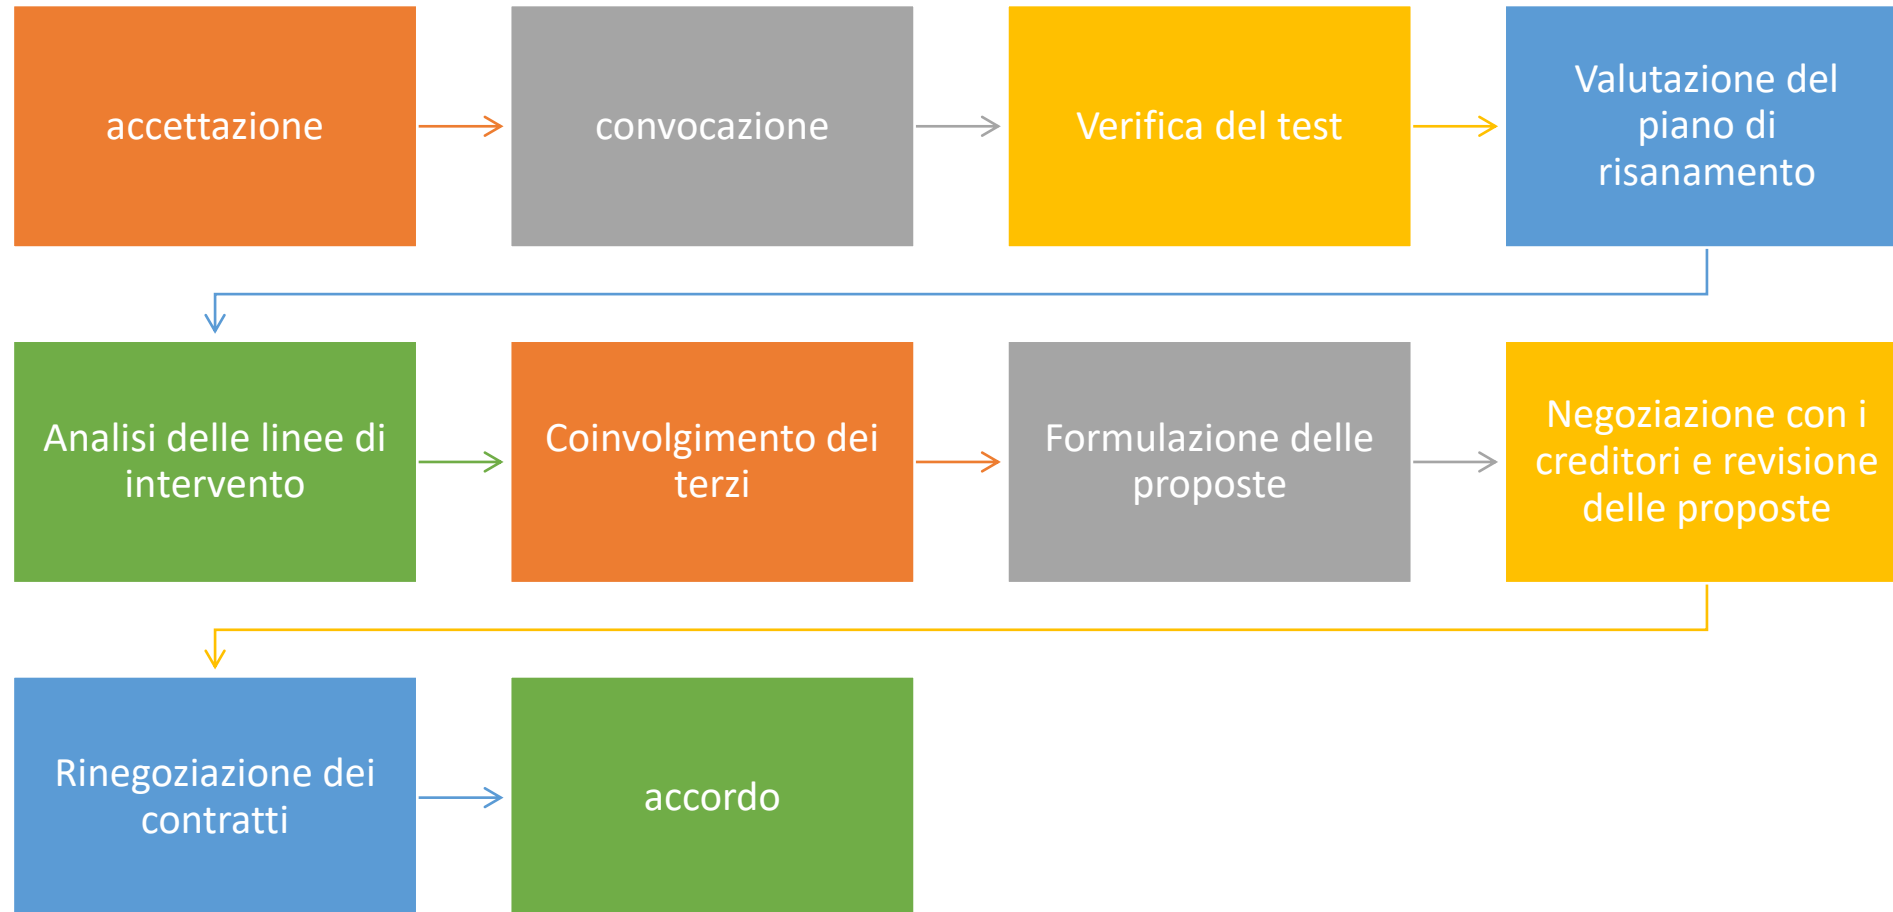 accettazione
convocazione
Verifica del test
Valutazione del
piano di
risanamento
Analisi delle linee di
intervento
Coinvolgimento dei
terzi
Formulazione delle
proposte
Negoziazione con i
creditori e revisione
delle proposte
Rinegoziazione dei
contratti
accordo